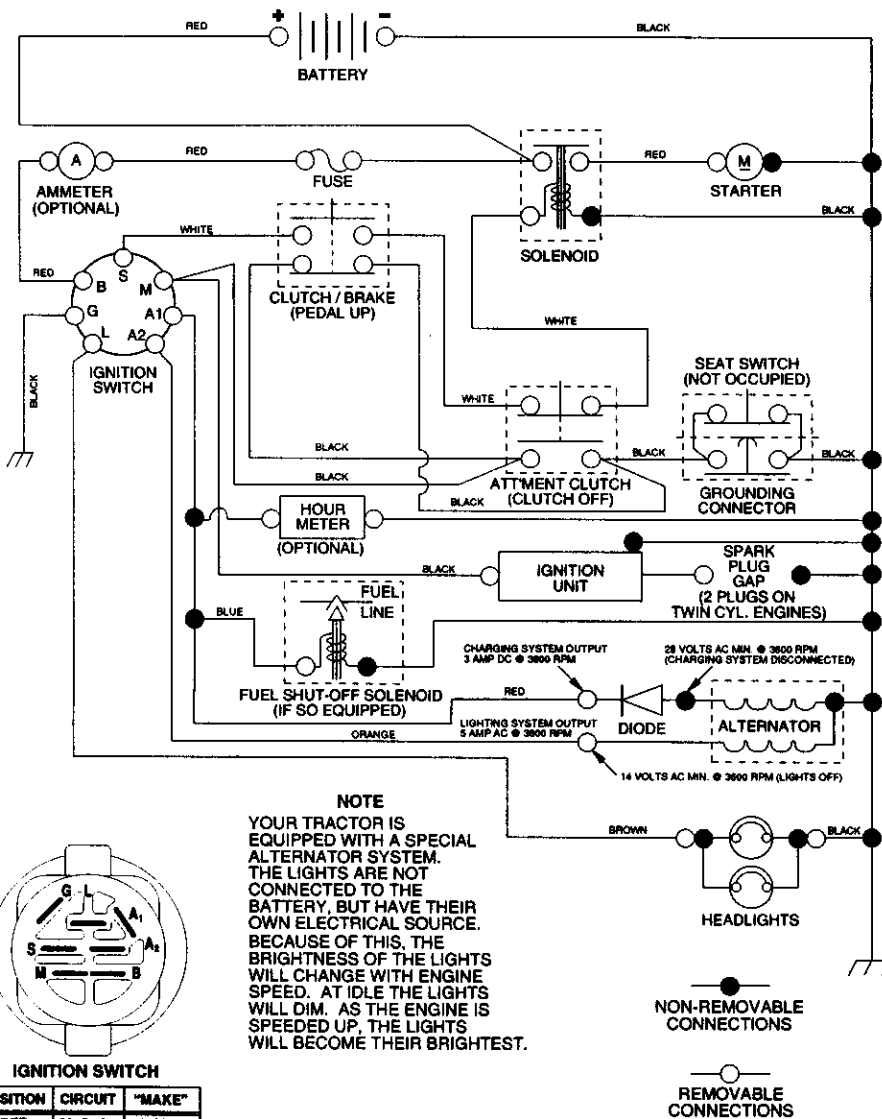 RED
+
-
BLACK
BATTERY
A
RED
AMMETER
(OPTIONAL)
FUSE
RED
M
STARTER
BLACK
SOLENOID
WHITE
RED
S
B
M
G
A1
L
A2
IGNITION
SWITCH
CLUTCH / BRAKE
(PEDAL UP)
WHITE
BLACK
SEAT SWITCH
(NOT OCCUPIED)
WHITE
BLACK
BLACK
BLACK
BLACK
BLACK
ATT'MENT CLUTCH
(CLUTCH OFF)
GROUNDING
CONNECTOR
HOUR
METER
(OPTIONAL)
BLACK
IGNITION
UNIT
SPARK
PLUG
GAP
(2 PLUGS ON
TWIN CYL. ENGINES)
BLUE
FUEL
LINE
FUEL SHUT-OFF SOLENOID
(IF SO EQUIPPED)
CHARGING SYSTEM OUTPUT
3 AMP DC @ 3600 RPM
28 VOLTS AC MIN. @ 3600 RPM
(CHARGING SYSTEM DISCONNECTED)
RED
DIODE
ALTERNATOR
LIGHTING SYSTEM OUTPUT
5 AMP AC @ 3600 RPM
ORANGE
14 VOLTS AC MIN. @ 3600 RPM (LIGHTS OFF)
BROWN
BLACK
HEADLIGHTS
NOTE
YOUR TRACTOR IS
EQUIPPED WITH A SPECIAL
ALTERNATOR SYSTEM.
THE LIGHTS ARE NOT
CONNECTED TO THE
BATTERY, BUT HAVE THEIR
OWN ELECTRICAL SOURCE.
BECAUSE OF THIS, THE
BRIGHTNESS OF THE LIGHTS
WILL CHANGE WITH ENGINE
SPEED. AT IDLE THE LIGHTS
WILL DIM. AS THE ENGINE IS
SPEEDED UP, THE LIGHTS
WILL BECOME THEIR BRIGHTEST.
G L
A1
S
A2
M B
IGNITION SWITCH
SITION CIRCUIT "MAKE"
NON-REMOVABLE
CONNECTIONS
REMOVABLE
CONNECTIONS